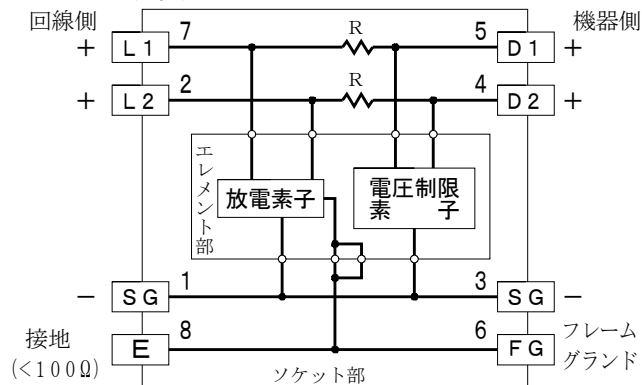 回線側
機器側
+ L1 7 R 5 D1 +
+ L2 2 R 4 D2 +
エレメント部
放電素子
電圧制限
素 子
− SG 1 3 SG −
接地
(<100Ω)
E 8 6 FG
フレーム
グランド
ソケット部